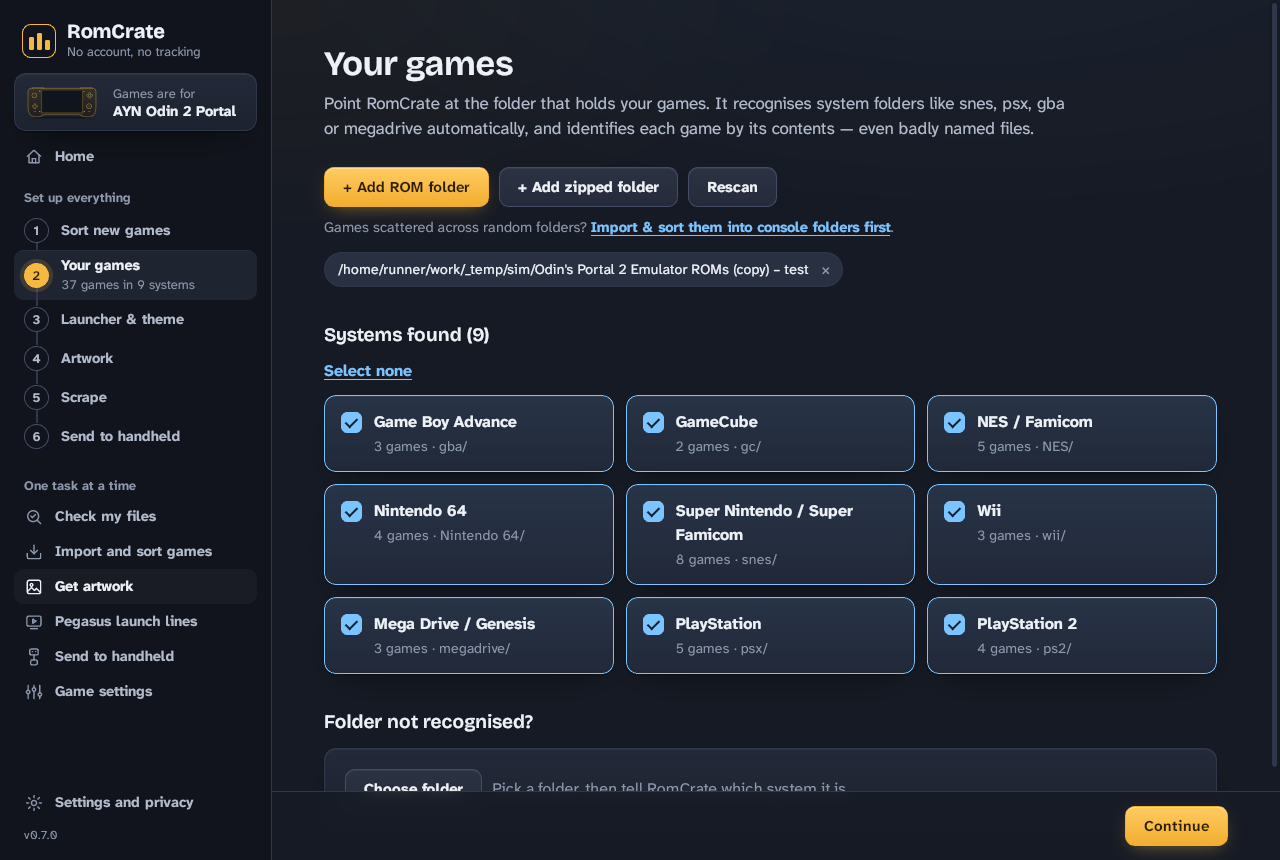 RomCrate
No account, no tracking
Games are for
AYN Odin 2 Portal
Home
Set up everything
1 Sort new games
2 Your games
37 games in 9 systems
3 Launcher & theme
4 Artwork
5 Scrape
6 Send to handheld
One task at a time
Check my files
Import and sort games
Get artwork
Pegasus launch lines
Send to handheld
Game settings
Settings and privacy
v0.7.0
Your games
Point RomCrate at the folder that holds your games. It recognises system folders like snes, psx, gba
or megadrive automatically, and identifies each game by its contents — even badly named files.
+ Add ROM folder
+ Add zipped folder
Rescan
Games scattered across random folders? Import & sort them into console folders first.
/home/runner/work/_temp/sim/Odin's Portal 2 Emulator ROMs (copy) – test ×
Systems found (9)
Select none
Game Boy Advance
3 games · gba/
GameCube
2 games · gc/
NES / Famicom
5 games · NES/
Nintendo 64
4 games · Nintendo 64/
Super Nintendo / Super
Famicom
8 games · snes/
Wii
3 games · wii/
Mega Drive / Genesis
3 games · megadrive/
PlayStation
5 games · psx/
PlayStation 2
4 games · ps2/
Folder not recognised?
Choose folder
Pick a folder, then tell RomCrate which system it is
Continue